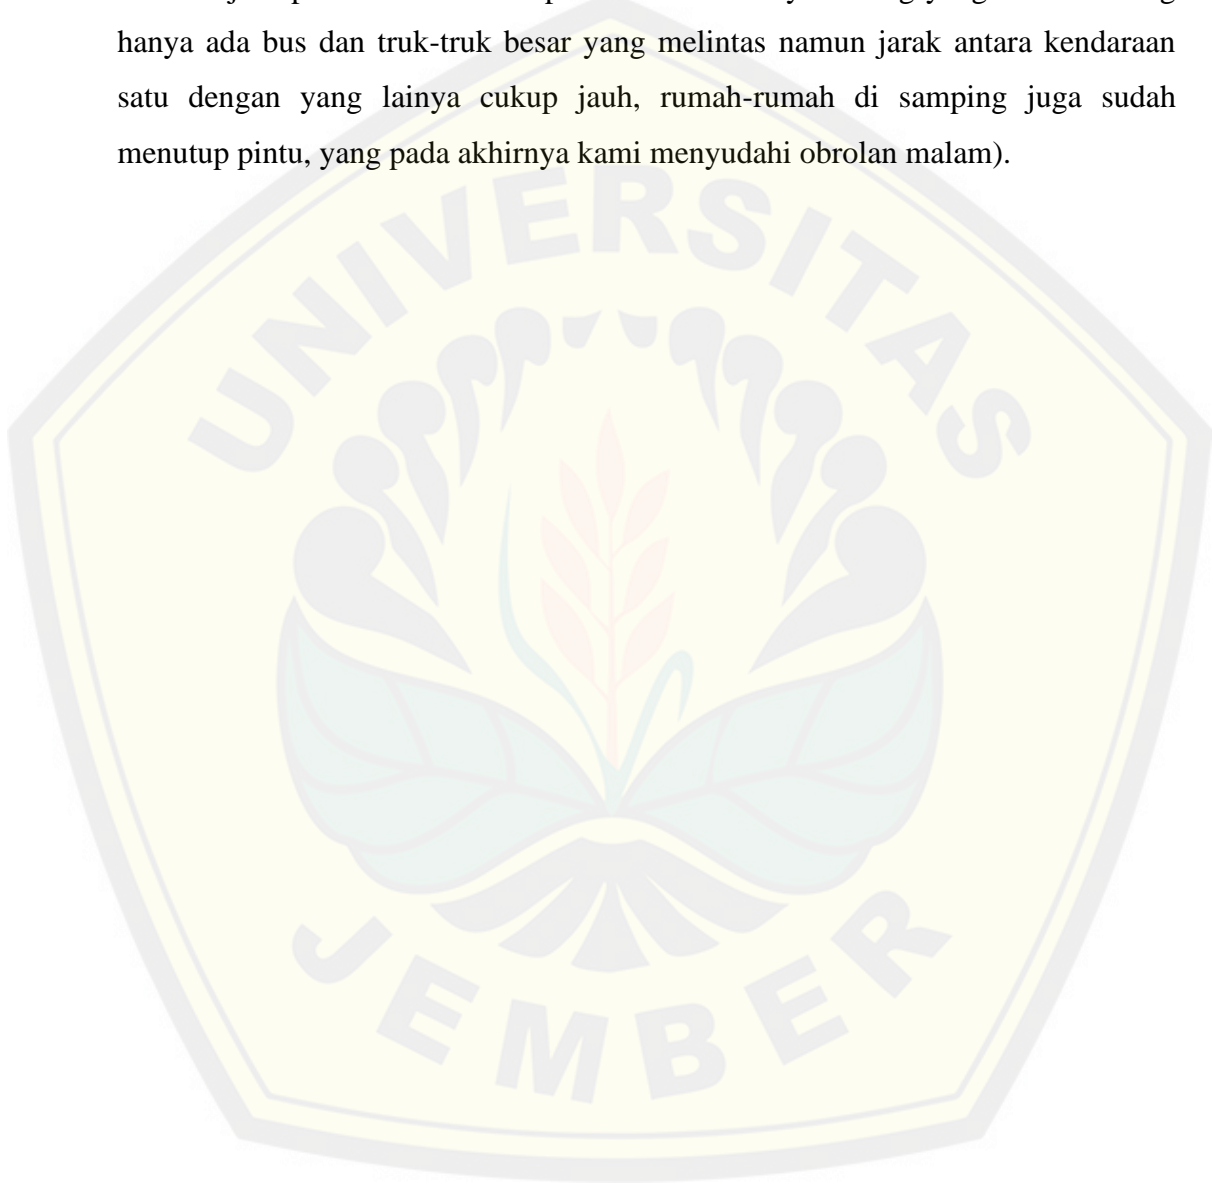 hanya ada bus dan truk-truk besar yang melintas namun jarak antara kendaraan
satu dengan yang lainya cukup jauh, rumah-rumah di samping juga sudah
menutup pintu, yang pada akhirnya kami menyudahi obrolan malam).
UNIVERSITAS
JEMBER